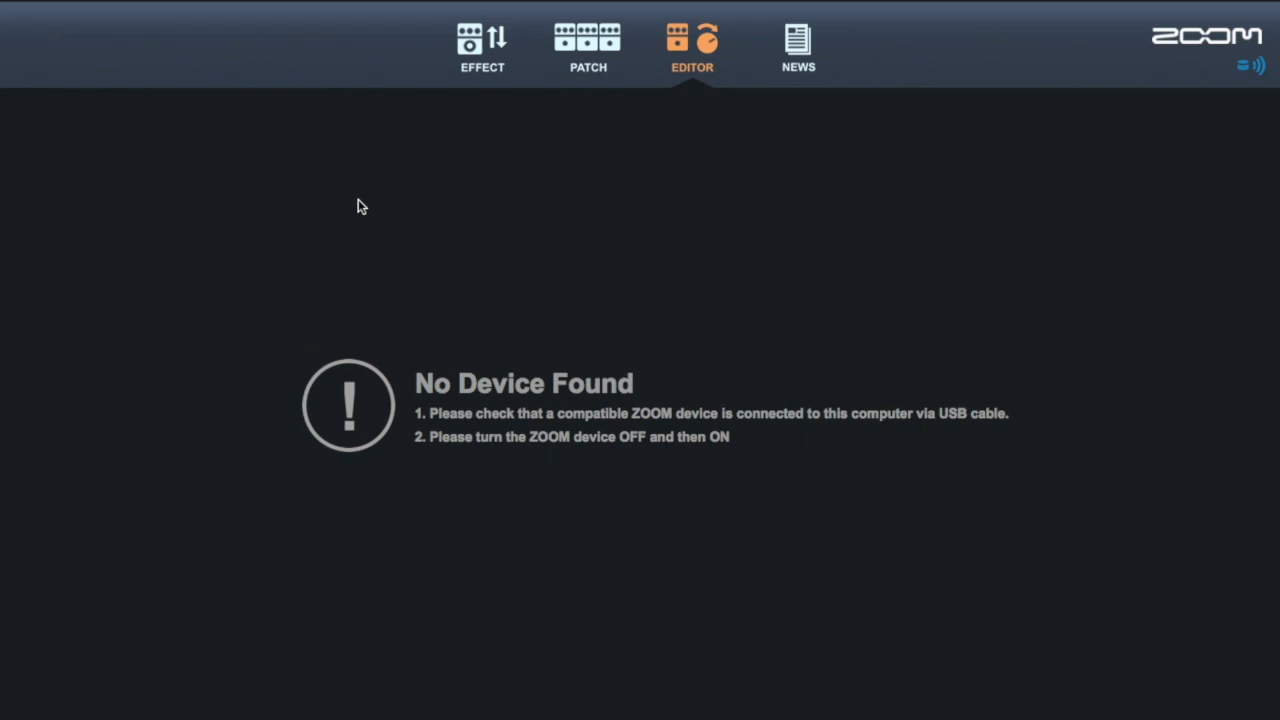 EFFECT
PATCH
EDITOR
NEWS
ZOOM
No Device Found
1. Please check that a compatible ZOOM device is connected to this computer via USB cable.
2. Please turn the ZOOM device OFF and then ON